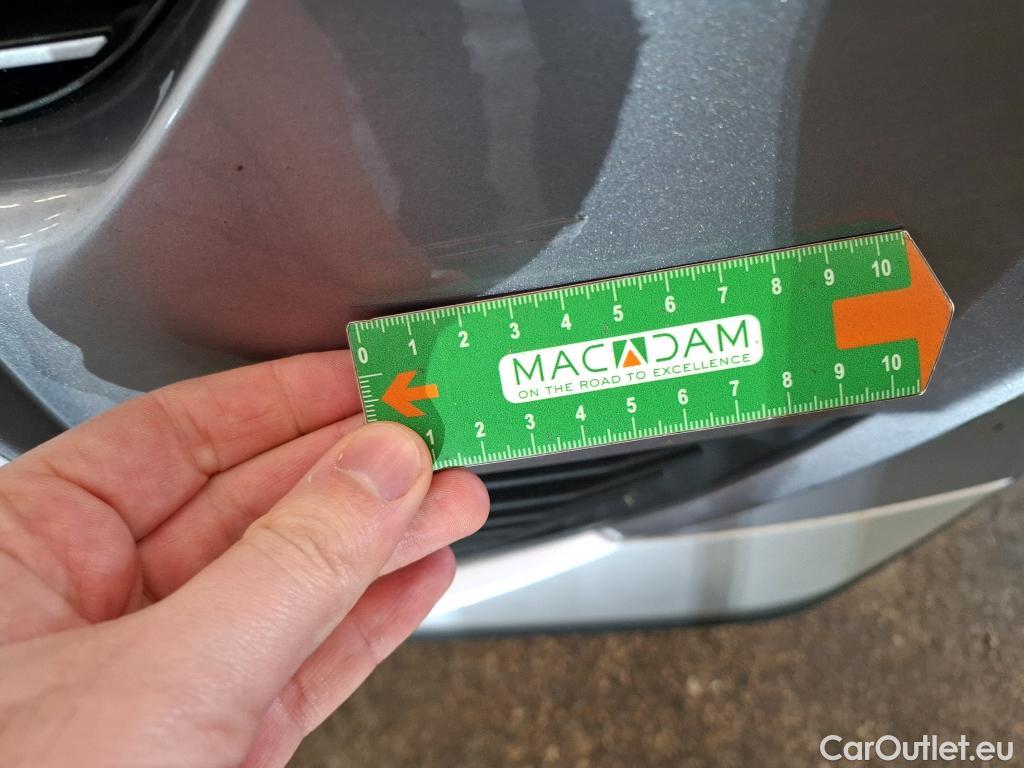 0 1 2 3 4 5 6 7 8 9 10
MACADAM
ON THE ROAD TO EXCELLENCE
1 2 3 4 5 6 7 8 9 10
CarOutlet.eu